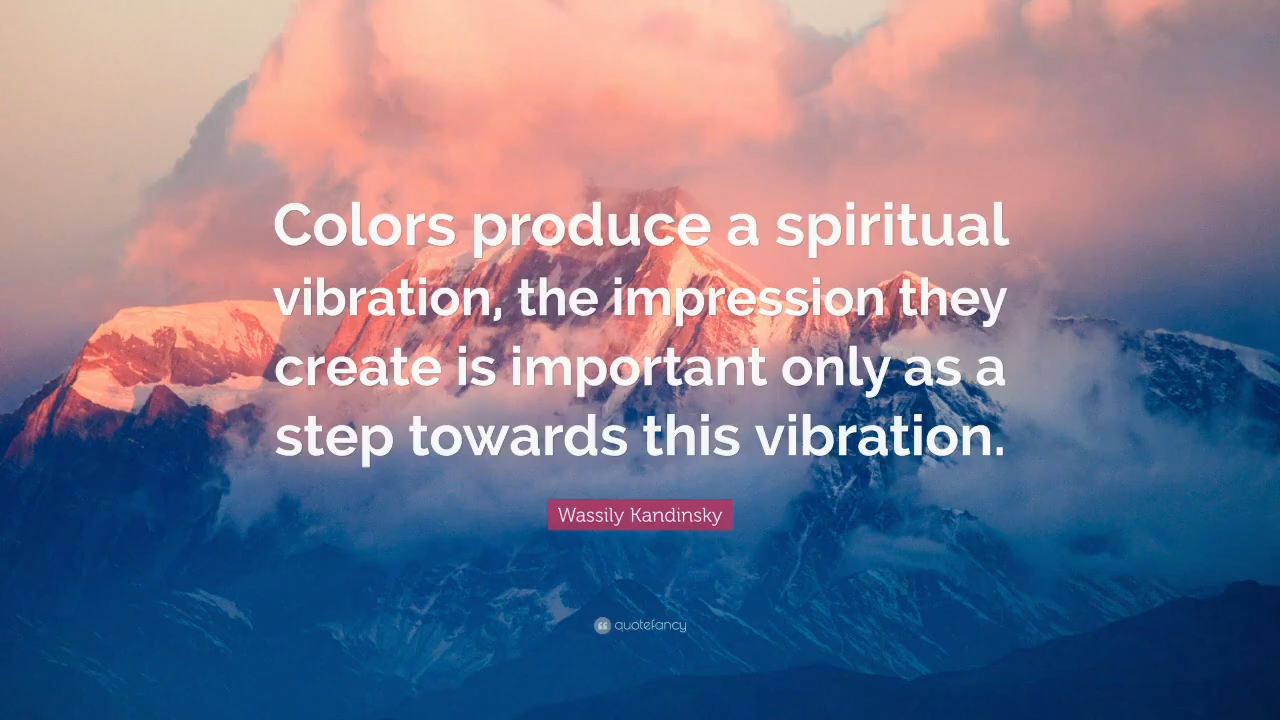 Colors produce a spiritual
vibration, the impression they
create is important only as a
step towards this vibration.
Wassily Kandinsky
quotefancy